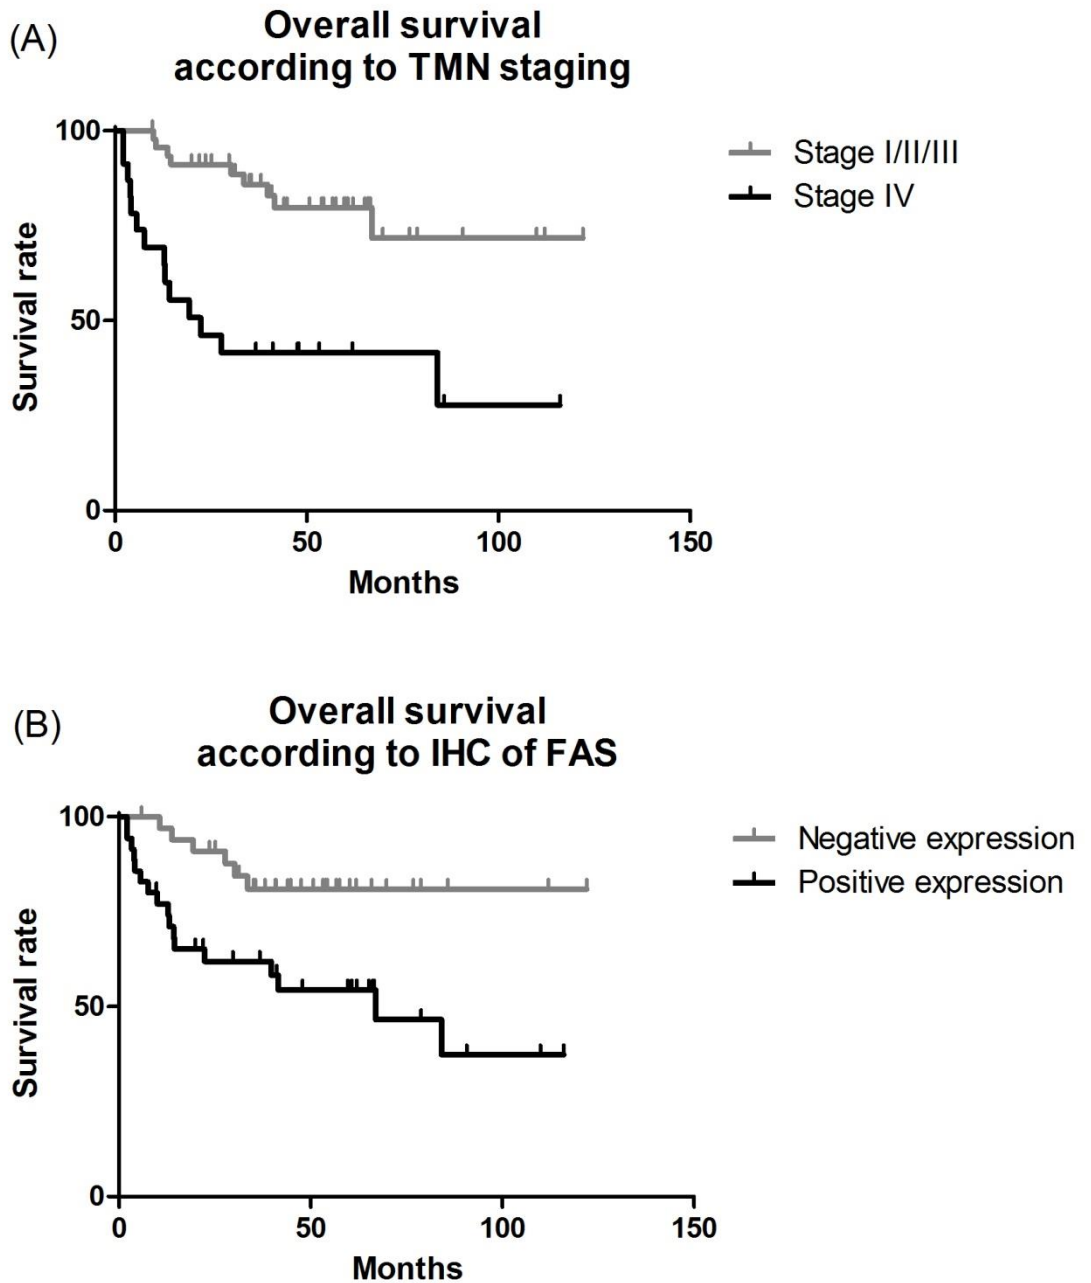 (A)
Overall survival
according to TMN staging
100
50
0
0 50 100 150
Survival rate
Months
Stage I/II/III
Stage IV
(B)
Overall survival
according to IHC of FAS
100
50
0
0 50 100 150
Survival rate
Months
Negative expression
Positive expression